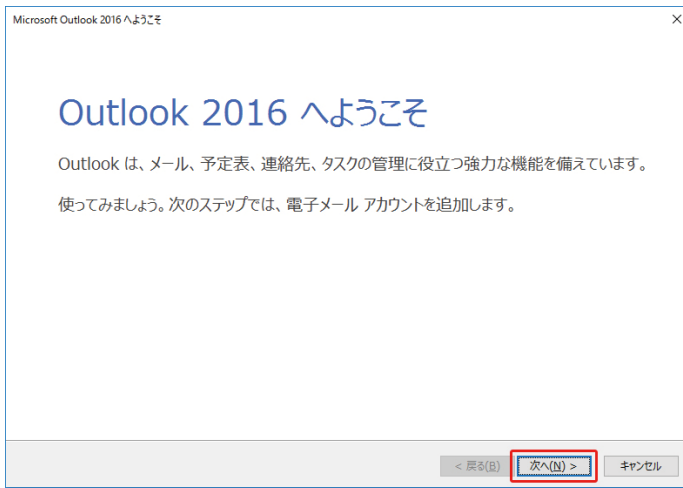 Microsoft Outlook 2016 へようこそ
Outlook 2016 へようこそ
Outlook は、メール、予定表、連絡先、タスクの管理に役立つ強力な機能を備えています。
使ってみましょう。次のステップでは、電子メール アカウントを追加します。
< 戻る(B) 次へ(N) > キャンセル